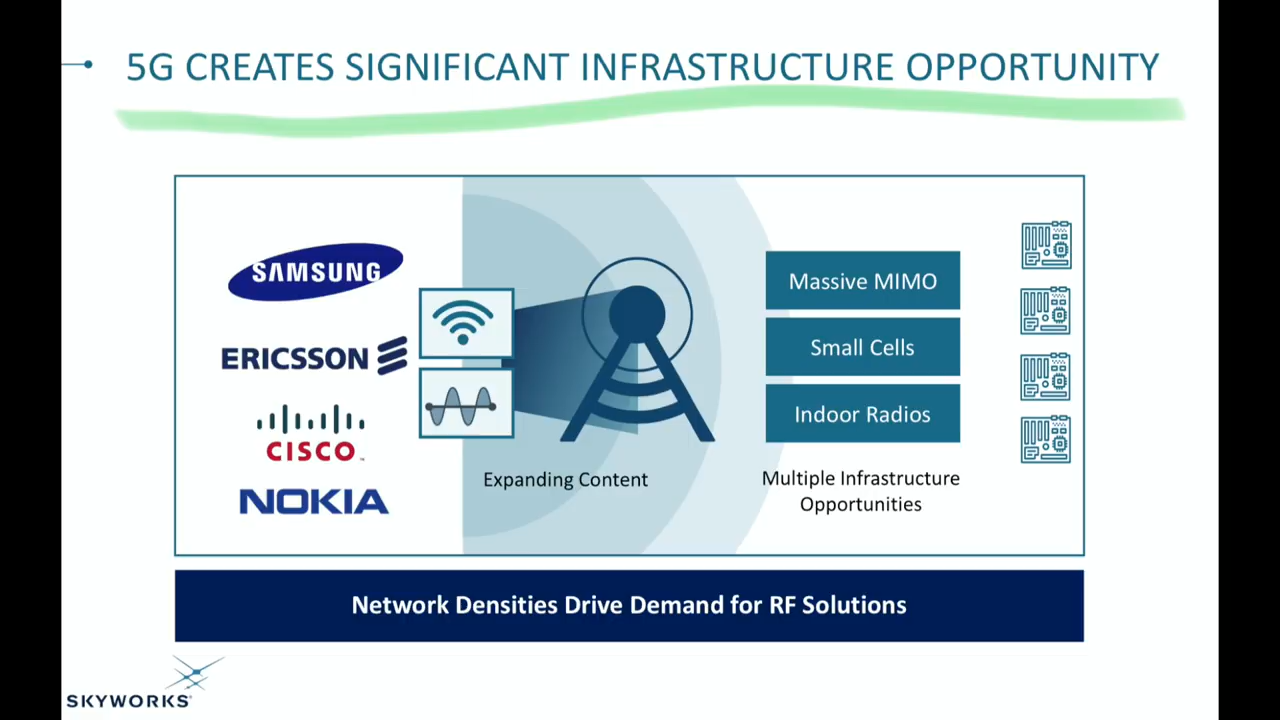 5G CREATES SIGNIFICANT INFRASTRUCTURE OPPORTUNITY
SAMSUNG
ERICSSON
CISCO
NOKIA
Expanding Content
Massive MIMO
Small Cells
Indoor Radios
Multiple Infrastructure
Opportunities
Network Densities Drive Demand for RF Solutions
SKYWORKS